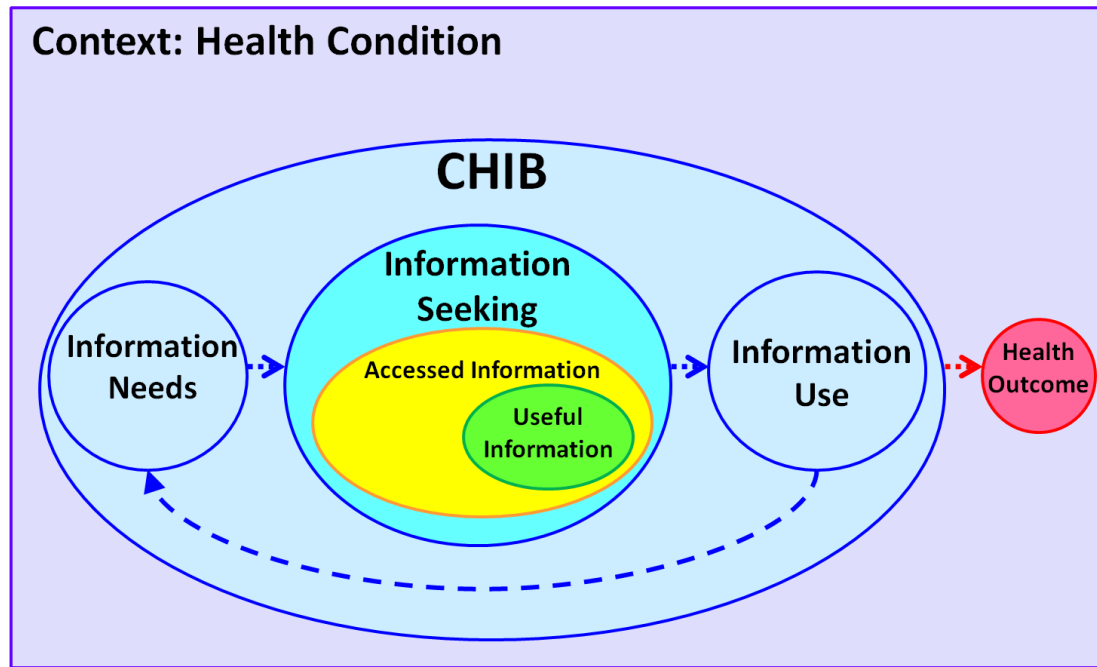 Context: Health Condition
CHIB
Information
Seeking
Information
Needs
Accessed Information
Useful
Information
Information
Use
Health
Outcome